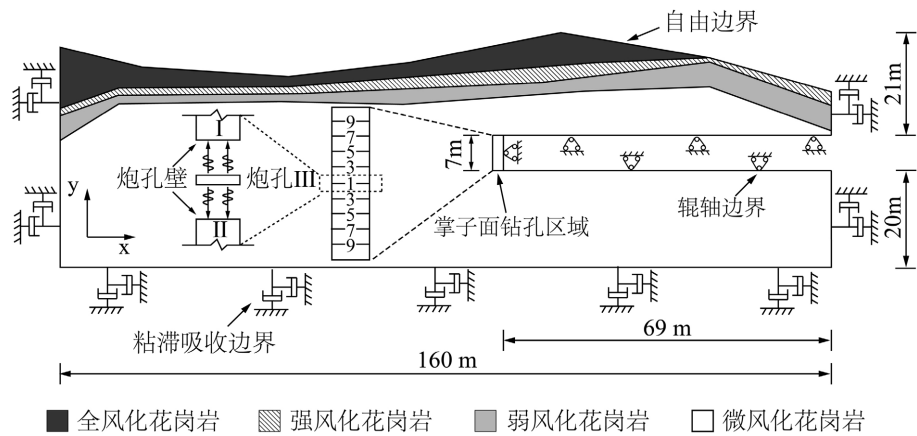 自由边界
21m
I
炮孔壁
炮孔III
II
9
7
5
3
1
3
5
7
9
7m
y
x
掌子面钻孔区域
辊轴边界
20m
粘滞吸收边界
69 m
160 m
全风化花岗岩
强风化花岗岩
弱风化花岗岩
微风化花岗岩